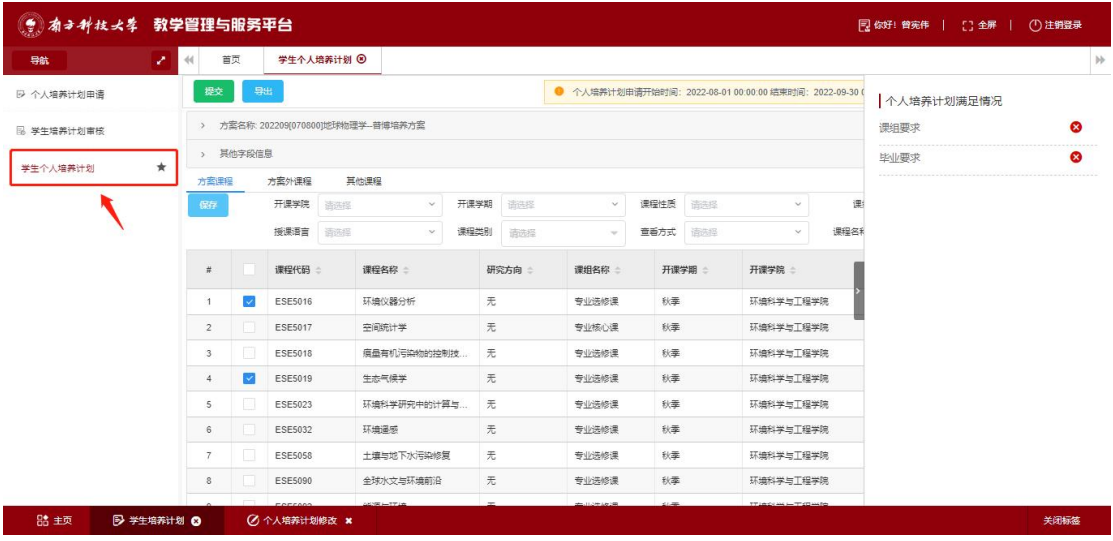 南方科技大学 教学管理与服务平台
你好! 曾宪伟 | 全屏 | 注销登录
导航 首页 学生个人培养计划
个人培养计划申请
学生培养计划审核
学生个人培养计划
提交 导出 个人培养计划申请开始时间: 2022-08-01 00:00:00 结束时间: 2022-09-30
方案名称: 202209[070800]地球物理学—普博培养方案
其他字段信息
方案课程 方案外课程 其他课程
保存 开课学院 请选择 开课学期 请选择 课程性质 请选择
授课语言 请选择 课程类别 请选择 查看方式 请选择 课程名称
# 课程代码 课程名称 研究方向 课组名称 开课学期 开课学院
1 ESE5016 环境仪器分析 无 专业选修课 秋季 环境科学与工程学院
2 ESE5017 空间统计学 无 专业核心课 秋季 环境科学与工程学院
3 ESE5018 痕量有机污染物的控制技... 无 专业选修课 秋季 环境科学与工程学院
4 ESE5019 生态气候学 无 专业选修课 秋季 环境科学与工程学院
5 ESE5023 环境科学研究中的计算与... 无 专业选修课 秋季 环境科学与工程学院
6 ESE5032 环境遥感 无 专业选修课 秋季 环境科学与工程学院
7 ESE5058 土壤与地下水污染修复 无 专业选修课 秋季 环境科学与工程学院
8 ESE5090 全球水文与环境前沿 无 专业选修课 秋季 环境科学与工程学院
个人培养计划满足情况
课组要求
毕业要求
主页 学生培养计划 个人培养计划修改 关闭标签